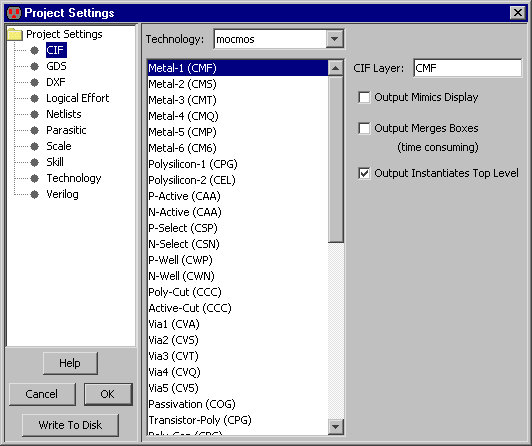 Project Settings
Project Settings
CIF
GDS
DXF
Logical Effort
Netlists
Parasitic
Scale
Skill
Technology
Verilog
Help
Cancel OK
Write To Disk
Technology: mocmos
Metal-1 (CMF)
Metal-2 (CMS)
Metal-3 (CMT)
Metal-4 (CMQ)
Metal-5 (CMP)
Metal-6 (CM6)
Polysilicon-1 (CPG)
Polysilicon-2 (CEL)
P-Active (CAA)
N-Active (CAA)
P-Select (CSP)
N-Select (CSN)
P-Well (CWP)
N-Well (CWN)
Poly-Cut (CCC)
Active-Cut (CCC)
Via1 (CVA)
Via2 (CVS)
Via3 (CVT)
Via4 (CVQ)
Via5 (CV5)
Passivation (COG)
Transistor-Poly (CPG)
CIF Layer: CMF
Output Mimics Display
Output Merges Boxes
(time consuming)
Output Instantiates Top Level